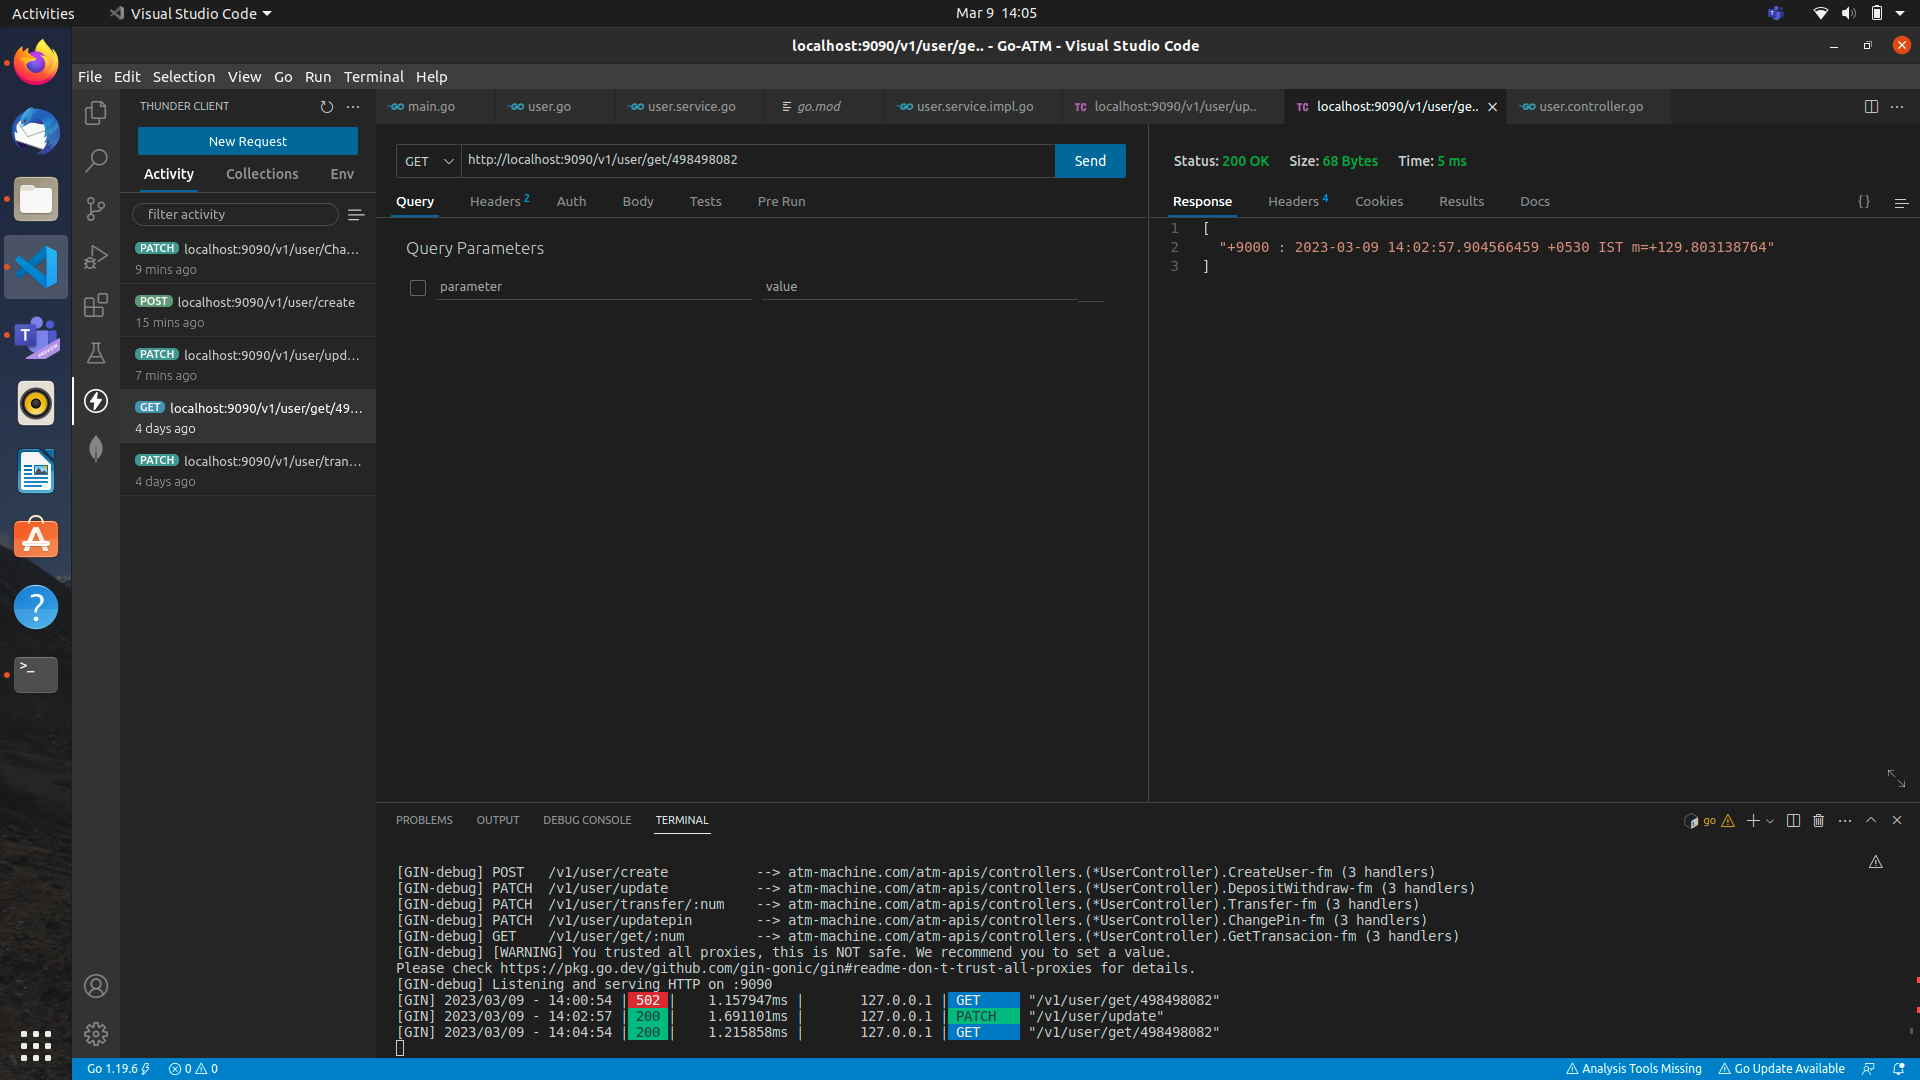 Activities Visual Studio Code Mar 9 14:05
localhost:9090/v1/user/ge.. - Go-ATM - Visual Studio Code
File Edit Selection View Go Run Terminal Help
THUNDER CLIENT
New Request
Activity Collections Env
filter activity
PATCH localhost:9090/v1/user/Cha...
9 mins ago
POST localhost:9090/v1/user/create
15 mins ago
PATCH localhost:9090/v1/user/upd...
7 mins ago
GET localhost:9090/v1/user/get/49...
4 days ago
PATCH localhost:9090/v1/user/tran...
4 days ago
GO main.go GO user.go GO user.service.go go.mod GO user.service.impl.go TC localhost:9090/v1/user/up.. TC localhost:9090/v1/user/ge.. GO user.controller.go
GET http://localhost:9090/v1/user/get/498498082 Send
Query Headers 2 Auth Body Tests Pre Run
Query Parameters
parameter value
Status: 200 OK Size: 68 Bytes Time: 5 ms
Response Headers 4 Cookies Results Docs {}
1 [
2 "+9000 : 2023-03-09 14:02:57.904566459 +0530 IST m=+129.803138764"
3 ]
PROBLEMS OUTPUT DEBUG CONSOLE TERMINAL go
[GIN-debug] POST /v1/user/create --> atm-machine.com/atm-apis/controllers.(*UserController).CreateUser-fm (3 handlers)
[GIN-debug] PATCH /v1/user/update --> atm-machine.com/atm-apis/controllers.(*UserController).DepositWithdraw-fm (3 handlers)
[GIN-debug] PATCH /v1/user/transfer/:num --> atm-machine.com/atm-apis/controllers.(*UserController).Transfer-fm (3 handlers)
[GIN-debug] PATCH /v1/user/updatepin --> atm-machine.com/atm-apis/controllers.(*UserController).ChangePin-fm (3 handlers)
[GIN-debug] GET /v1/user/get/:num --> atm-machine.com/atm-apis/controllers.(*UserController).GetTransacion-fm (3 handlers)
[GIN-debug] [WARNING] You trusted all proxies, this is NOT safe. We recommend you to set a value.
Please check https://pkg.go.dev/github.com/gin-gonic/gin#readme-don-t-trust-all-proxies for details.
[GIN-debug] Listening and serving HTTP on :9090
[GIN] 2023/03/09 - 14:00:54 | 502 | 1.157947ms | 127.0.0.1 | GET "/v1/user/get/498498082"
[GIN] 2023/03/09 - 14:02:57 | 200 | 1.691101ms | 127.0.0.1 | PATCH "/v1/user/update"
[GIN] 2023/03/09 - 14:04:54 | 200 | 1.215858ms | 127.0.0.1 | GET "/v1/user/get/498498082"
Go 1.19.6 0 0 Analysis Tools Missing Go Update Available